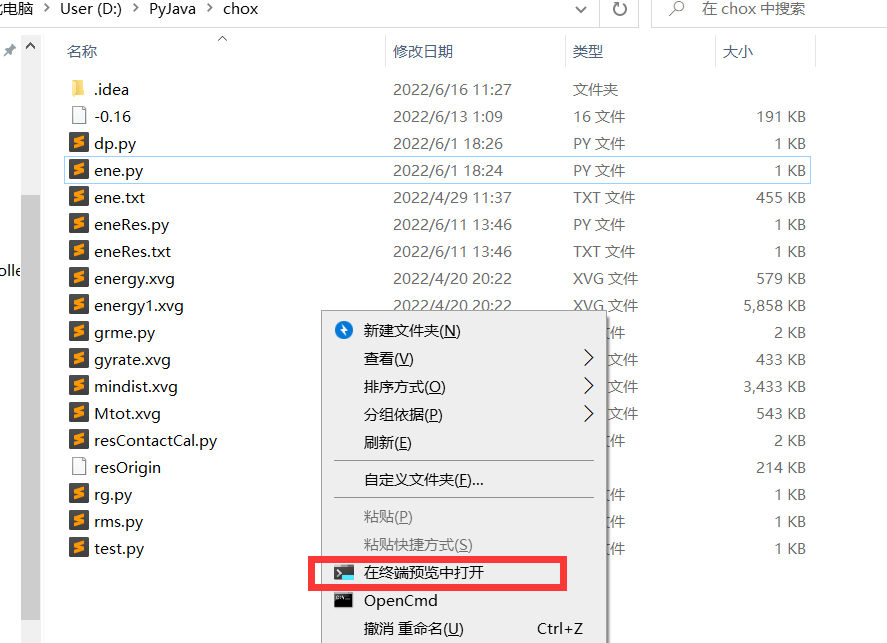 电脑 > User (D:) > PyJava > chox
在 chox 中搜索
名称 修改日期 类型 大小
.idea 2022/6/16 11:27 文件夹
-0.16 2022/6/13 1:09 16 文件 191 KB
dp.py 2022/6/1 18:26 PY 文件 1 KB
ene.py 2022/6/1 18:24 PY 文件 1 KB
ene.txt 2022/4/29 11:37 TXT 文件 455 KB
eneRes.py 2022/6/11 13:46 PY 文件 1 KB
eneRes.txt 2022/6/11 13:46 TXT 文件 1 KB
olle
energy.xvg 2022/4/20 20:22 XVG 文件 579 KB
energy1.xvg 2022/4/20 20:22 XVG 文件 5,858 KB
grme.py 件 2 KB
gyrate.xvg 文件 433 KB
mindist.xvg 文件 3,433 KB
Mtot.xvg 文件 543 KB
resContactCal.py 件 2 KB
resOrigin 214 KB
rg.py 件 1 KB
rms.py 件 1 KB
test.py 件 1 KB
新建文件夹(N)
查看(V)
排序方式(O)
分组依据(P)
刷新(E)
自定义文件夹(F)...
粘贴(P)
粘贴快捷方式(S)
在终端预览中打开
OpenCmd
撤消 重命名(U) Ctrl+Z